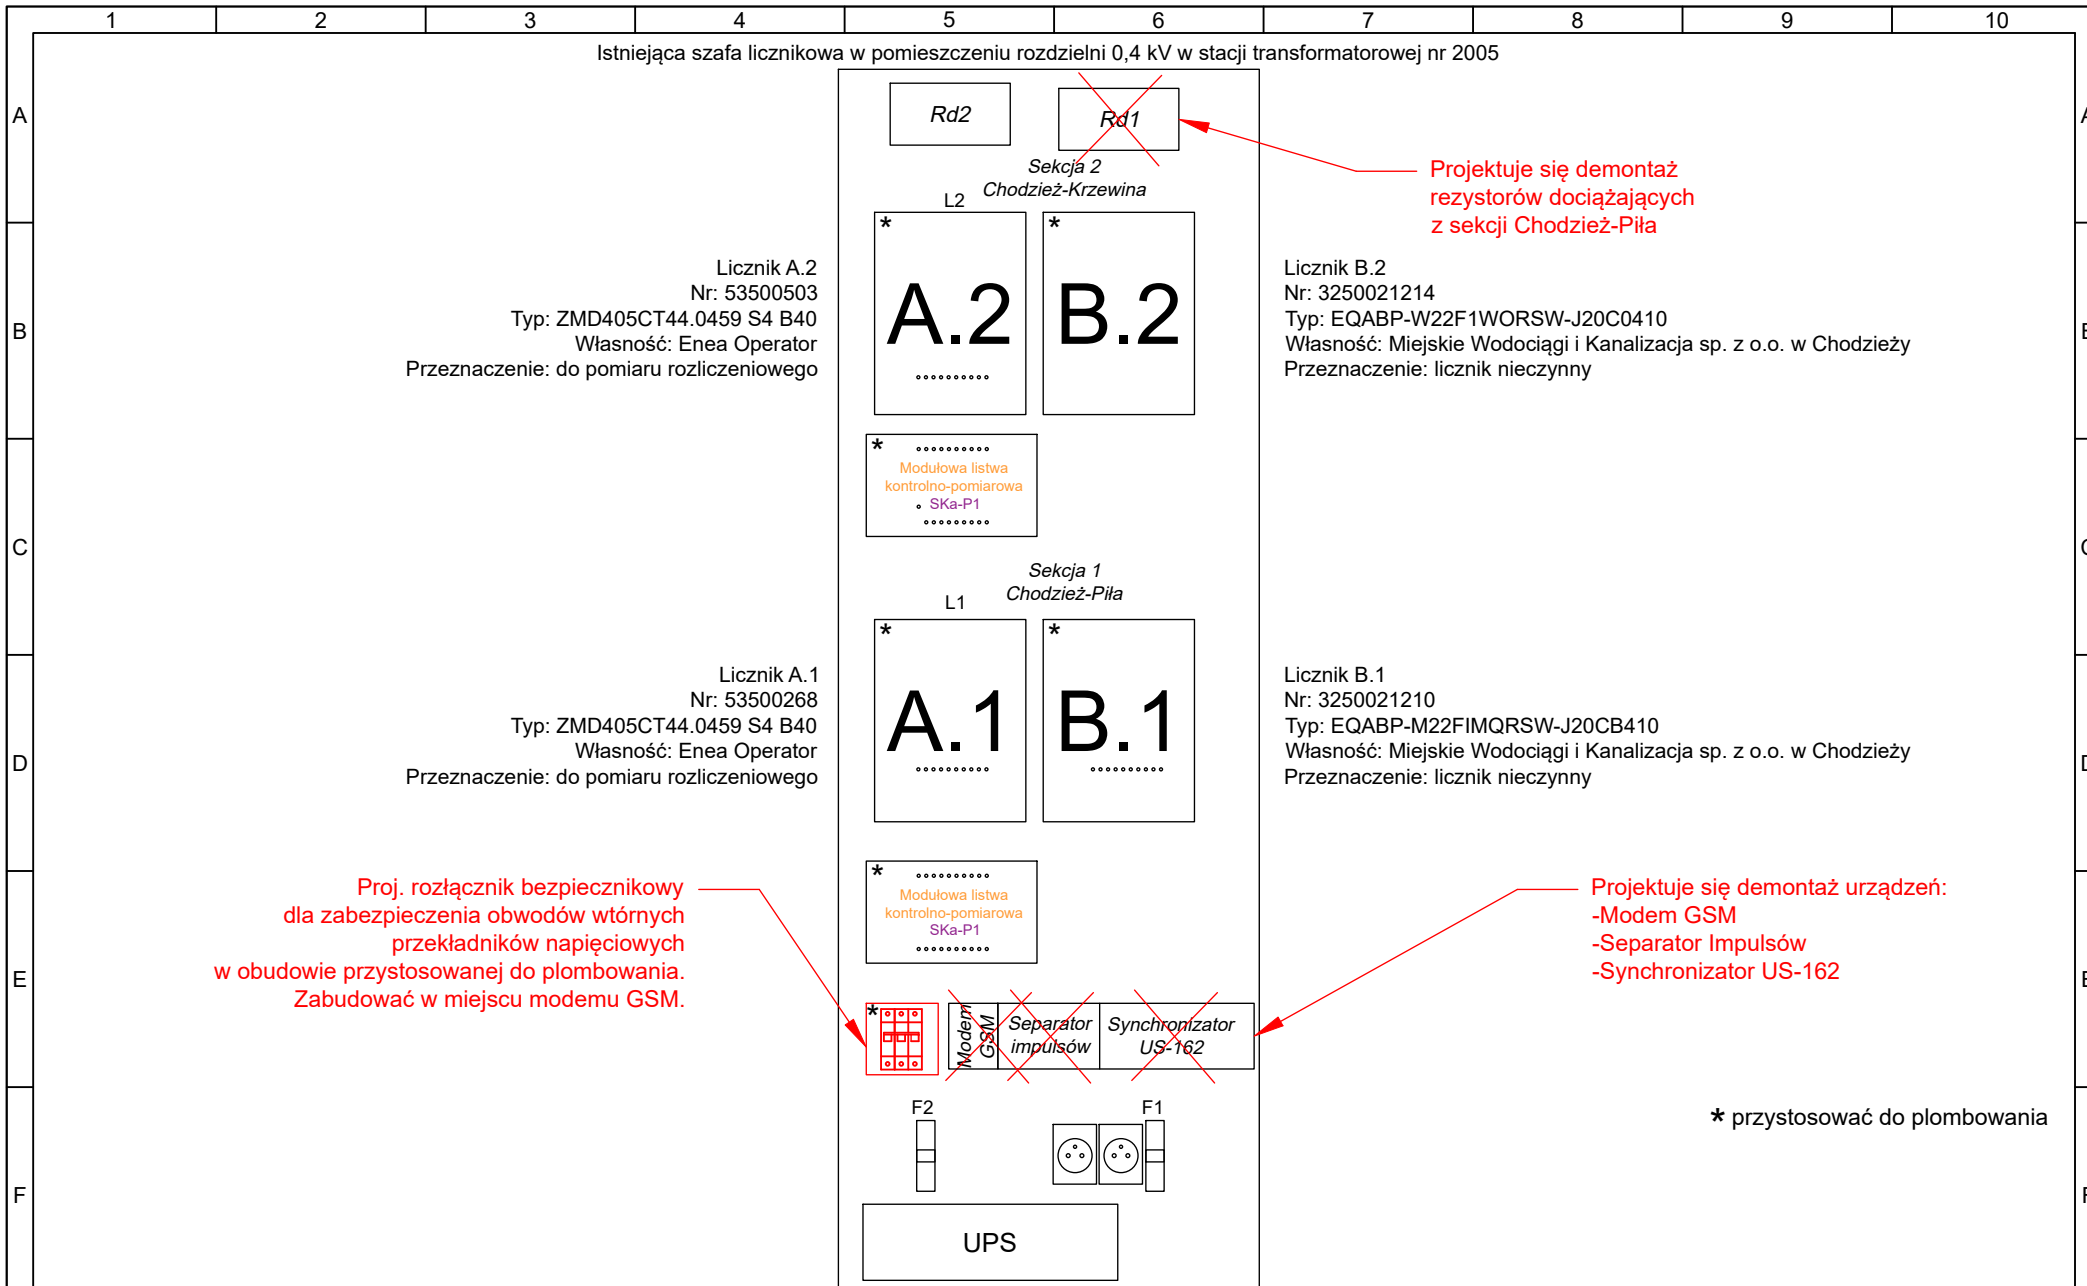 1 2 3 4 5 6 7 8 9 10
Istniejąca szafa licznikowa w pomieszczeniu rozdzielni 0,4 kV w stacji transformatorowej nr 2005
A
Rd2
Rd1
Projektuje się demontaż
rezystorów dociążających
z sekcji Chodzież-Piła
Sekcja 2
Chodzież-Krzewina
L2
B
Licznik A.2
Nr: 53500503
Typ: ZMD405CT44.0459 S4 B40
Własność: Enea Operator
Przeznaczenie: do pomiaru rozliczeniowego
*
A.2
*
B.2
Licznik B.2
Nr: 3250021214
Typ: EQABP-W22F1WORSW-J20C0410
Własność: Miejskie Wodociągi i Kanalizacja sp. z o.o. w Chodzieży
Przeznaczenie: licznik nieczynny
C
*
Modułowa listwa
kontrolno-pomiarowa
SKa-P1
Sekcja 1
Chodzież-Piła
L1
D
Licznik A.1
Nr: 53500268
Typ: ZMD405CT44.0459 S4 B40
Własność: Enea Operator
Przeznaczenie: do pomiaru rozliczeniowego
*
A.1
*
B.1
Licznik B.1
Nr: 3250021210
Typ: EQABP-M22FIMQRSW-J20CB410
Własność: Miejskie Wodociągi i Kanalizacja sp. z o.o. w Chodzieży
Przeznaczenie: licznik nieczynny
E
Proj. rozłącznik bezpiecznikowy
dla zabezpieczenia obwodów wtórnych
przekładników napięciowych
w obudowie przystosowanej do plombowania.
Zabudować w miejscu modemu GSM.
*
Modułowa listwa
kontrolno-pomiarowa
SKa-P1
Projektuje się demontaż urządzeń:
-Modem GSM
-Separator Impulsów
-Synchronizator US-162
*
Modem
GSM
Separator
impulsów
Synchronizator
US-162
F2
F1
* przystosować do plombowania
F
UPS